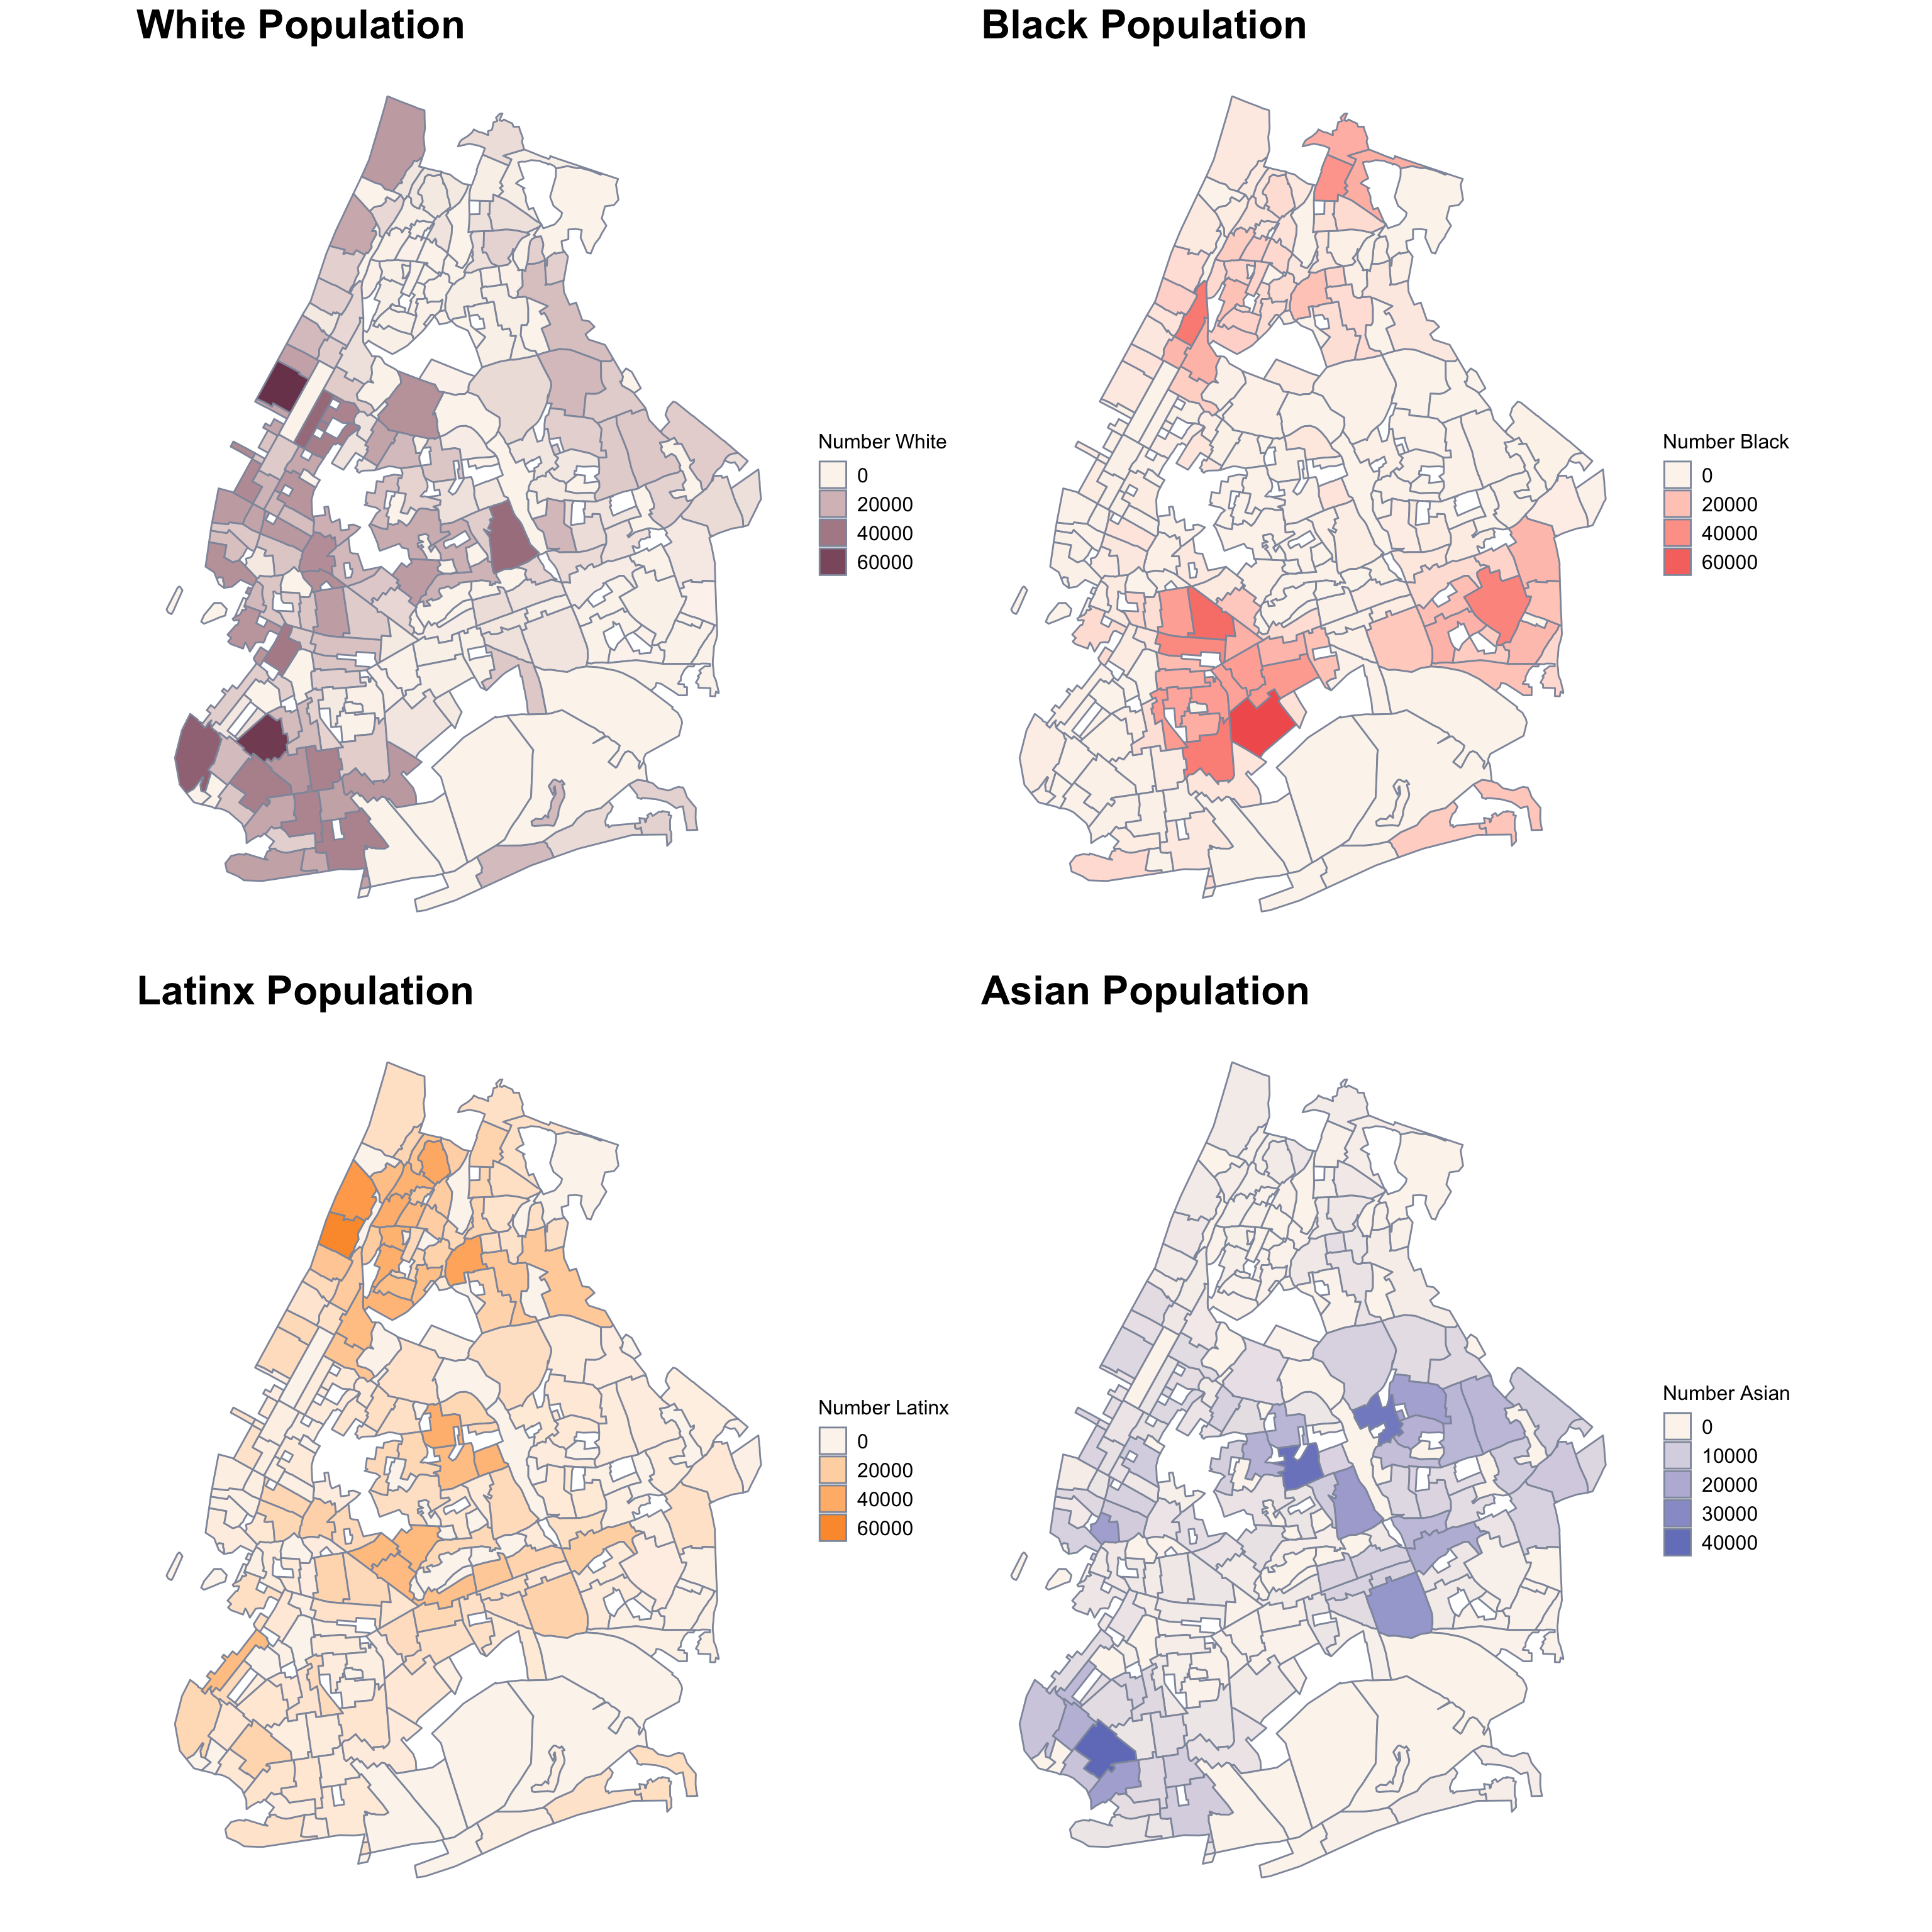 White Population
Black Population
Number White
0
20000
40000
60000
Number Black
0
20000
40000
60000
Latinx Population
Asian Population
Number Latinx
0
20000
40000
60000
Number Asian
0
10000
20000
30000
40000